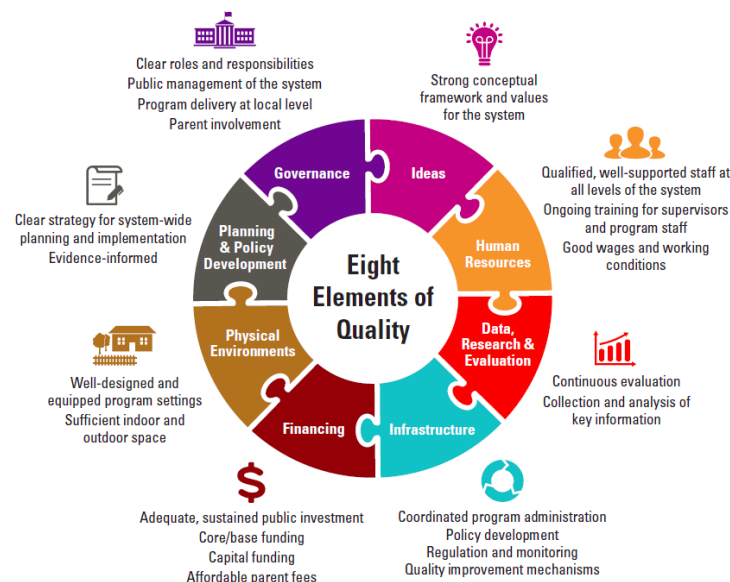 Clear roles and responsibilities
Public management of the system
Program delivery at local level
Parent involvement
Strong conceptual
framework and values
for the system
Qualified, well-supported staff at
all levels of the system
Ongoing training for supervisors
and program staff
Good wages and working
conditions
Clear strategy for system-wide
planning and implementation
Evidence-informed
Governance
Ideas
Planning
& Policy
Development
Human
Resources
Eight
Elements of
Quality
Physical
Environments
Data,
Research &
Evaluation
Financing
Infrastructure
Well-designed and
equipped program settings
Sufficient indoor and
outdoor space
Continuous evaluation
Collection and analysis of
key information
$
Adequate, sustained public investment
Core/base funding
Capital funding
Affordable parent fees
Coordinated program administration
Policy development
Regulation and monitoring
Quality improvement mechanisms